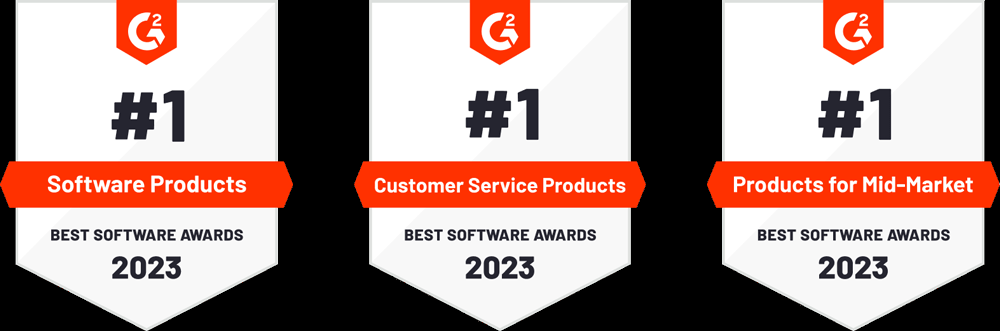 G2
#1
Software Products
BEST SOFTWARE AWARDS
2023
G2
#1
Customer Service Products
BEST SOFTWARE AWARDS
2023
G2
#1
Products for Mid-Market
BEST SOFTWARE AWARDS
2023